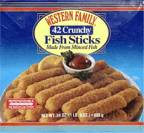 WESTERN FAMILY
42 Crunchy
Fish Sticks
Made From Minced Fish